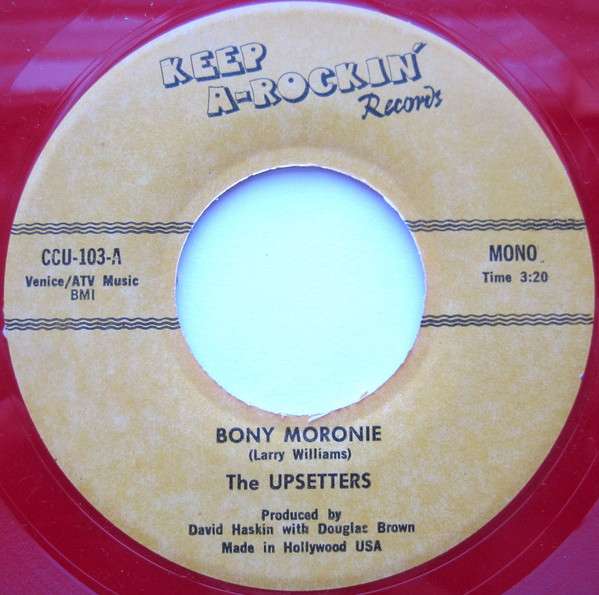 KEEP
A-ROCKIN'
Records
CCU-103-A
Venice/ATV Music
BMI
MONO
Time 3:20
BONY MORONIE
(Larry Williams)
The UPSETTERS
Produced by
David Haskin with Douglas Brown
Made in Hollywood USA